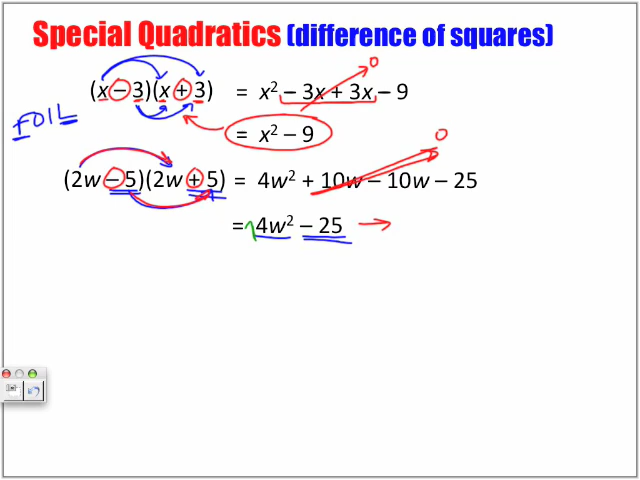 Special Quadratics (difference of squares)
0
(x − 3)(x + 3) = x² − 3x + 3x − 9
FOIL
= x² − 9
0
(2w − 5)(2w + 5) = 4w² + 10w − 10w − 25
= 4w² − 25